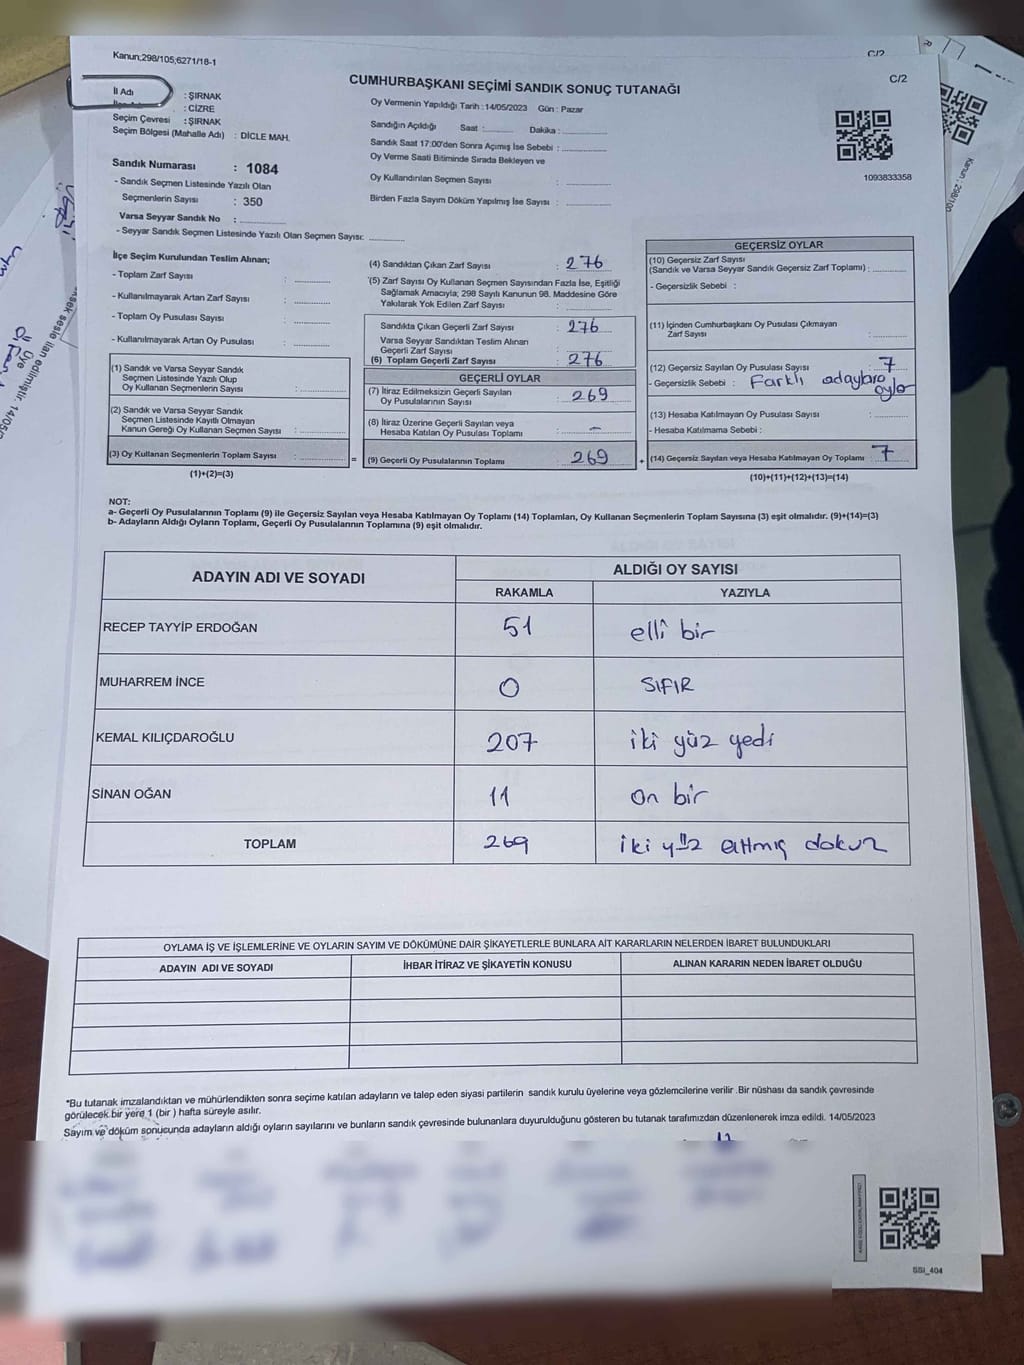 Kanun;298/105;6271/18-1
C/2
C/2
CUMHURBAŞKANI SEÇİMİ SANDIK SONUÇ TUTANAĞI
İl Adı : ŞIRNAK
: CİZRE
Seçim Çevresi : ŞIRNAK
Seçim Bölgesi (Mahalle Adı) : DİCLE MAH.
Oy Vermenin Yapıldığı Tarih :14/05/2023 Gün : Pazar
Sandığın Açıldığı Saat :.......... Dakika : ..............
Sandık Saat 17:00'den Sonra Açımış İse Sebebi : ..............
Oy Verme Saati Bitiminde Sırada Bekleyen ve
Oy Kullandırılan Seçmen Sayısı : ..............
Birden Fazla Sayım Döküm Yapılmış İse Sayısı : ..............
1093833358
Kanun : 298/105
Sandık Numarası : 1084
- Sandık Seçmen Listesinde Yazılı Olan
Seçmenlerin Sayısı : 350
Varsa Seyyar Sandık No : ..............
- Seyyar Sandık Seçmen Listesinde Yazılı Olan Seçmen Sayısı: ..............
İlçe Seçim Kurulundan Teslim Alınan;
- Toplam Zarf Sayısı : ..............
- Kullanılmayarak Artan Zarf Sayısı : ..............
- Toplam Oy Pusulası Sayısı : ..............
- Kullanılmayarak Artan Oy Pusulası : ..............
(1) Sandık ve Varsa Seyyar Sandık
Seçmen Listesinde Yazılı Olup
Oy Kullanan Seçmenlerin Sayısı : ..............
(2) Sandık ve Varsa Seyyar Sandık
Seçmen Listesinde Kayıtlı Olmayan
Kanun Gereği Oy Kullanan Seçmen Sayısı : ..............
(3) Oy Kullanan Seçmenlerin Toplam Sayısı : ..............
(1)+(2)=(3)
(4) Sandıktan Çıkan Zarf Sayısı : 276
(5) Zarf Sayısı Oy Kullanan Seçmen Sayısından Fazla İse, Eşitliği
Sağlamak Amacıyla; 298 Sayılı Kanunun 98. Maddesine Göre
Yakılarak Yok Edilen Zarf Sayısı : ..............
Sandıkta Çıkan Geçerli Zarf Sayısı : 276
Varsa Seyyar Sandıktan Teslim Alınan
Geçerli Zarf Sayısı : ..............
(6) Toplam Geçerli Zarf Sayısı : 276
GEÇERLİ OYLAR
(7) İtiraz Edilmeksizin Geçerli Sayılan
Oy Pusulalarının Sayısı : 269
(8) İtiraz Üzerine Geçerli Sayılan veya
Hesaba Katılan Oy Pusulası Toplamı : -
= (9) Geçerli Oy Pusulalarının Toplamı : 269 +
GEÇERSİZ OYLAR
(10) Geçersiz Zarf Sayısı
(Sandık ve Varsa Seyyar Sandık Geçersiz Zarf Toplamı) : ..............
- Geçersizlik Sebebi :
(11) İçinden Cumhurbaşkanı Oy Pusulası Çıkmayan
Zarf Sayısı : ..............
(12) Geçersiz Sayılan Oy Pusulası Sayısı : 7
- Geçersizlik Sebebi : Farklı adaylara
oylar
(13) Hesaba Katılmayan Oy Pusulası Sayısı : ..............
- Hesaba Katılmama Sebebi :
(14) Geçersiz Sayılan veya Hesaba Katılmayan Oy Toplamı : 7
(10)+(11)+(12)+(13)=(14)
NOT:
a- Geçerli Oy Pusulalarının Toplamı (9) ile Geçersiz Sayılan veya Hesaba Katılmayan Oy Toplamı (14) Toplamları, Oy Kullanan Seçmenlerin Toplam Sayısına (3) eşit olmalıdır. (9)+(14)=(3)
b- Adayların Aldığı Oyların Toplamı, Geçerli Oy Pusulalarının Toplamına (9) eşit olmalıdır.
ADAYIN ADI VE SOYADI
ALDIĞI OY SAYISI
RAKAMLA YAZIYLA
RECEP TAYYİP ERDOĞAN 51 elli bir
MUHARREM İNCE 0 SIFIR
KEMAL KILIÇDAROĞLU 207 iki yüz yedi
SİNAN OĞAN 11 on bir
TOPLAM 269 iki yüz altmış dokuz
OYLAMA İŞ VE İŞLEMLERİNE VE OYLARIN SAYIM VE DÖKÜMÜNE DAİR ŞİKAYETLERLE BUNLARA AİT KARARLARIN NELERDEN İBARET BULUNDUKLARI
ADAYIN ADI VE SOYADI İHBAR İTİRAZ VE ŞİKAYETİN KONUSU ALINAN KARARIN NEDEN İBARET OLDUĞU
*Bu tutanak imzalandıktan ve mühürlendikten sonra seçime katılan adayların ve talep eden siyasi partilerin sandık kurulu üyelerine veya gözlemcilerine verilir .Bir nüshası da sandık çevresinde
görülecek bir yere 1 (bir ) hafta süreyle asılır.
Sayım ve döküm sonucunda adayların aldığı oyların sayılarını ve bunların sandık çevresinde bulunanlara duyurulduğunu gösteren bu tutanak tarafımızdan düzenlenerek imza edildi. 14/05/2023
SSİ_404